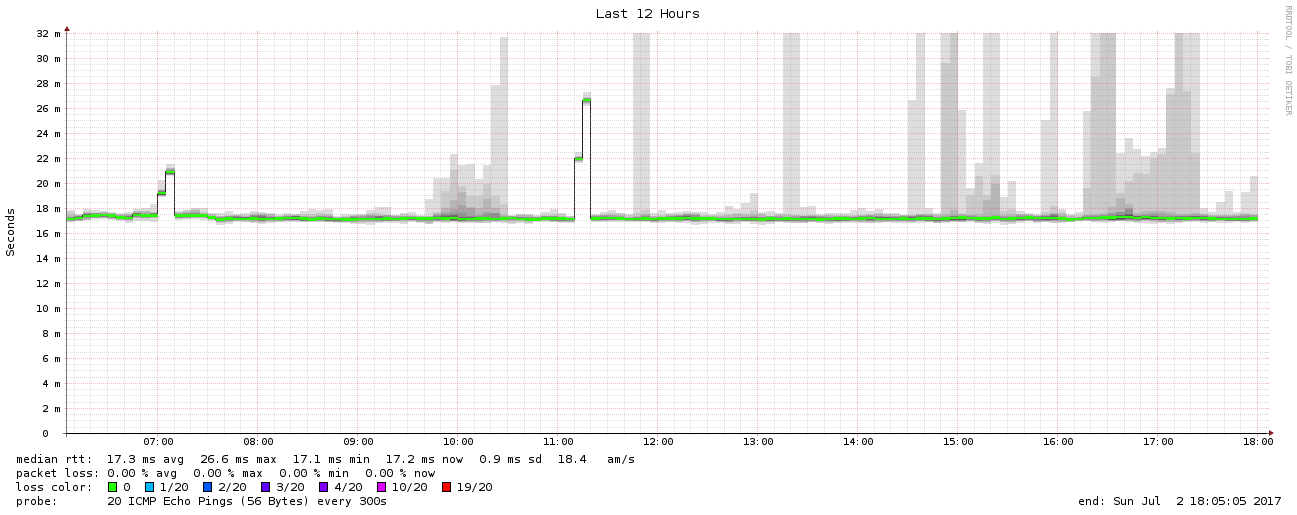 Last 12 Hours
RRDTOOL / TOBI OETIKER
Seconds
32 m
30 m
28 m
26 m
24 m
22 m
20 m
18 m
16 m
14 m
12 m
10 m
8 m
6 m
4 m
2 m
0
07:00 08:00 09:00 10:00 11:00 12:00 13:00 14:00 15:00 16:00 17:00 18:00
median rtt: 17.3 ms avg 26.6 ms max 17.1 ms min 17.2 ms now 0.9 ms sd 18.4 am/s
packet loss: 0.00 % avg 0.00 % max 0.00 % min 0.00 % now
loss color: 0 1/20 2/20 3/20 4/20 10/20 19/20
probe: 20 ICMP Echo Pings (56 Bytes) every 300s end: Sun Jul 2 18:05:05 2017